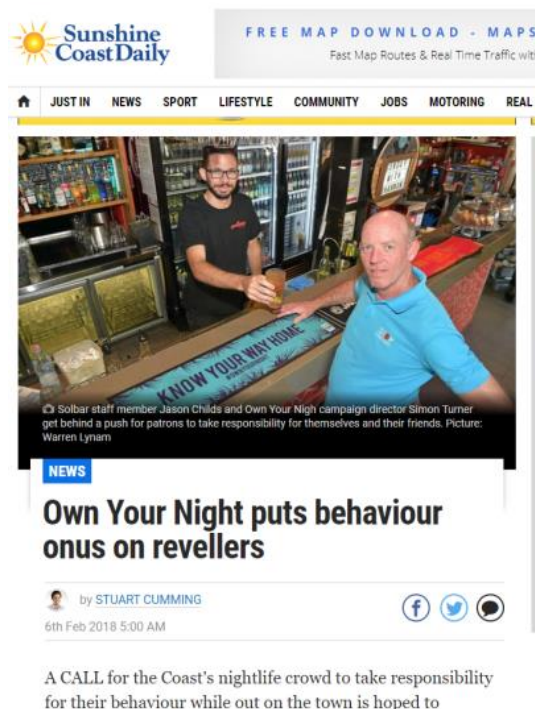 Sunshine
Coast Daily
FREE MAP DOWNLOAD - MAPS
Fast Map Routes & Real Time Traffic wit
JUST IN NEWS SPORT LIFESTYLE COMMUNITY JOBS MOTORING REAL
KNOW YOUR WAY HOME
Solbar staff member Jason Childs and Own Your Nigh campaign director Simon Turner
get behind a push for patrons to take responsibility for themselves and their friends. Picture:
Warren Lynam
NEWS
Own Your Night puts behaviour
onus on revellers
by STUART CUMMING
6th Feb 2018 5:00 AM
A CALL for the Coast's nightlife crowd to take responsibility
for their behaviour while out on the town is hoped to